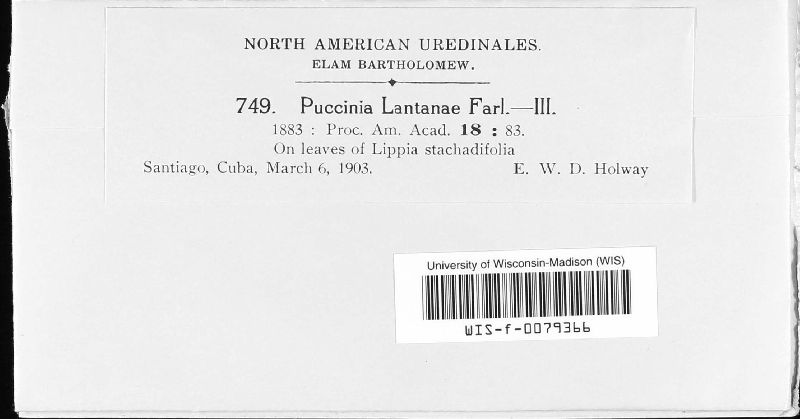 NORTH AMERICAN UREDINALES.
ELAM BARTHOLOMEW.
749. Puccinia Lantanae Farl.—III.
1883 : Proc. Am. Acad. 18 : 83.
On leaves of Lippia stachadifolia
Santiago, Cuba, March 6, 1903. E. W. D. Holway
University of Wisconsin-Madison (WIS)
WIS-f-0079366